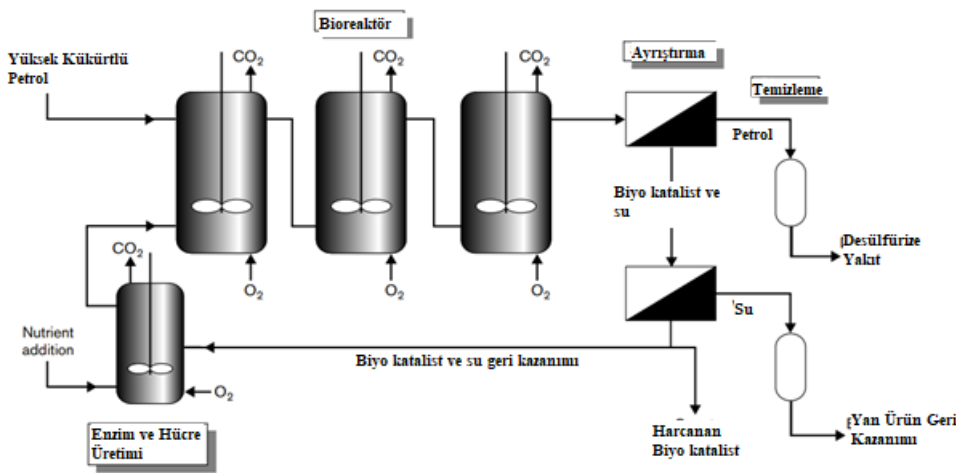 Bioreaktör
Yüksek Kükürtlü
Petrol
CO₂
CO₂
CO₂
Ayrıştırma
Temizleme
Petrol
Biyo katalist ve
su
Desülfürize
Yakıt
CO₂
O₂
O₂
O₂
Su
Nutrient
addition
Biyo katalist ve su geri kazanımı
O₂
Enzim ve Hücre
Üretimi
Harcanan
Biyo katalist
Yan Ürün Geri
Kazanımı